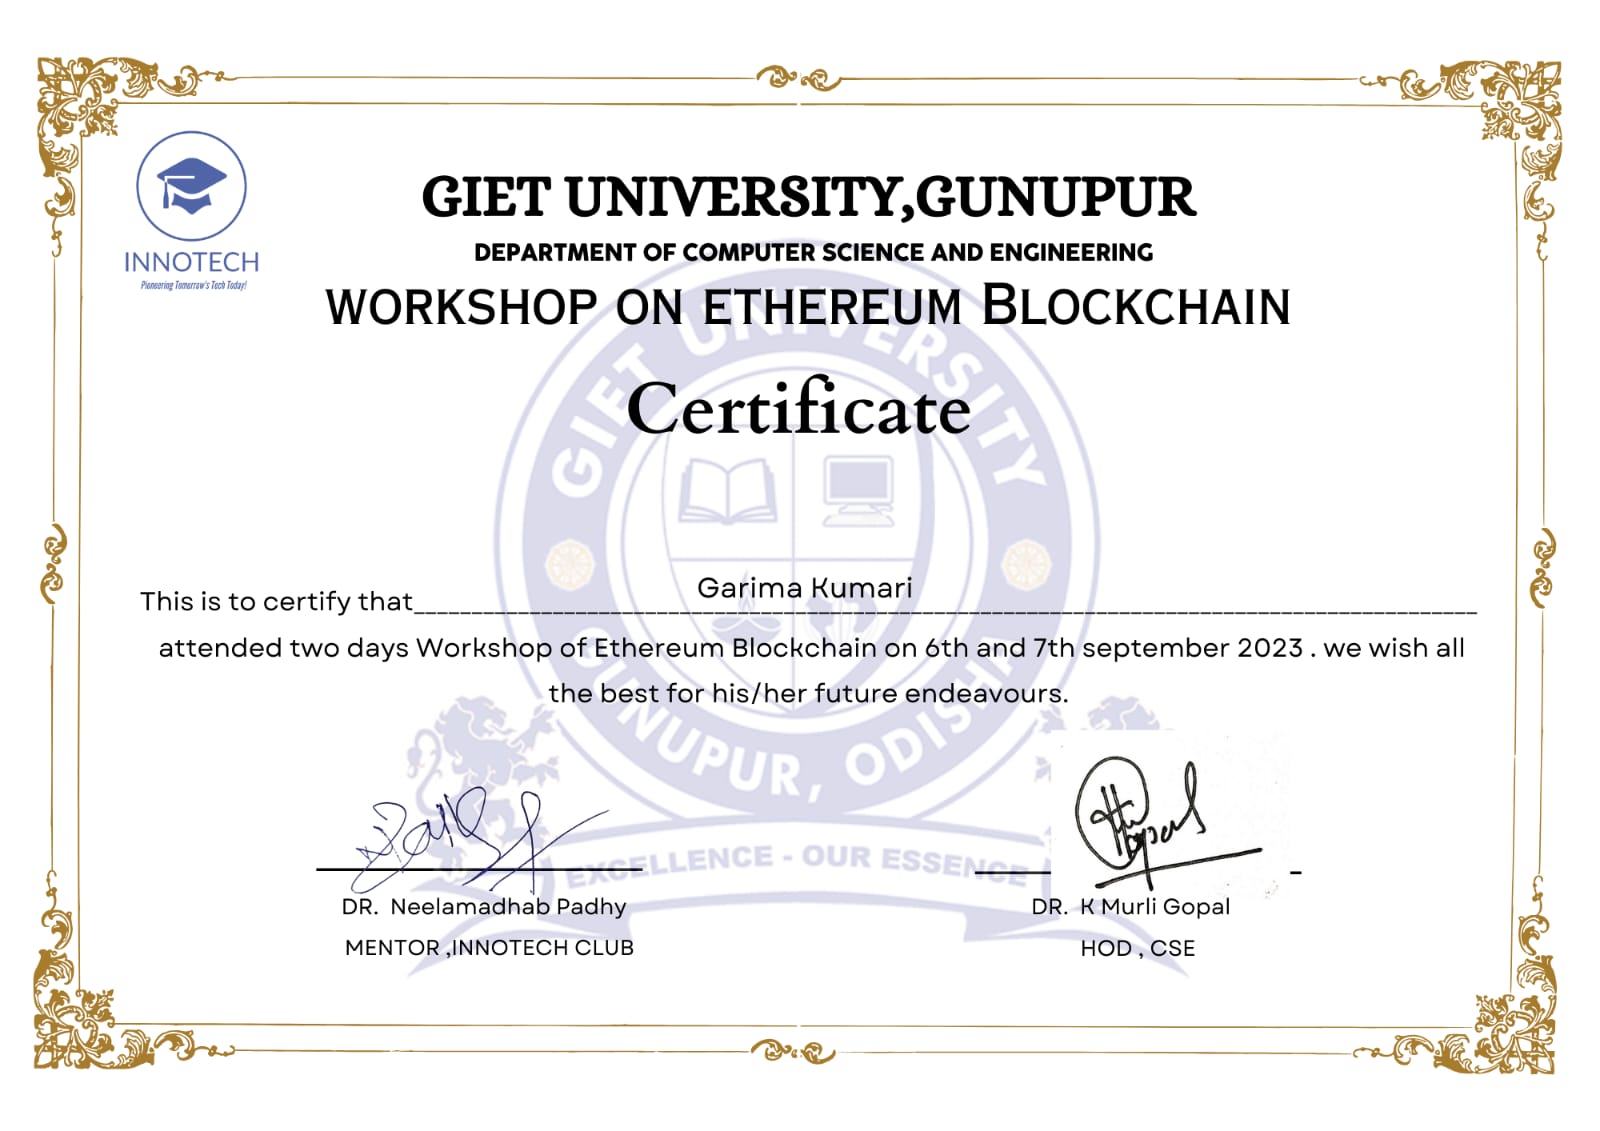 INNOTECH
Pioneering Tomorrow's Tech Today!
GIET UNIVERSITY,GUNUPUR
DEPARTMENT OF COMPUTER SCIENCE AND ENGINEERING
WORKSHOP ON ETHEREUM BLOCKCHAIN
Certificate
GIET UNIVERSITY
GUNUPUR, ODISHA
This is to certify that Garima Kumari
attended two days Workshop of Ethereum Blockchain on 6th and 7th september 2023 . we wish all
the best for his/her future endeavours.
EXCELLENCE - OUR ESSENCE
DR. Neelamadhab Padhy
MENTOR ,INNOTECH CLUB
DR. K Murli Gopal
HOD , CSE